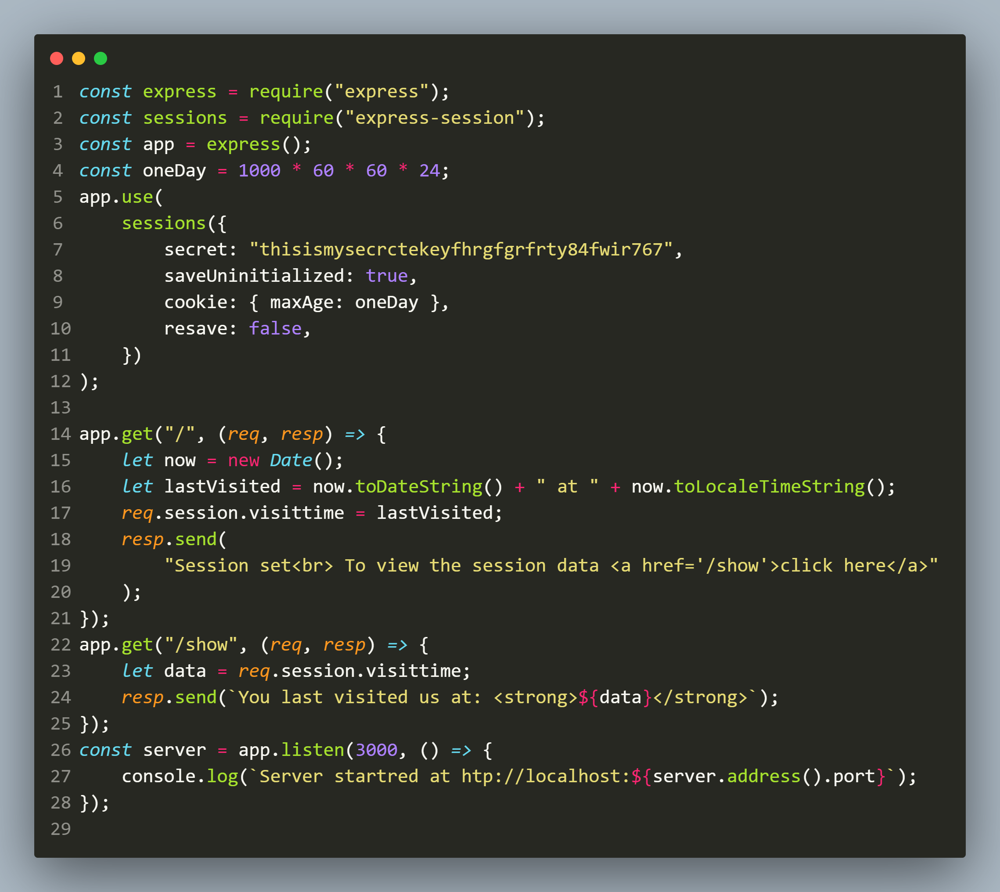 1 const express = require("express");
2 const sessions = require("express-session");
3 const app = express();
4 const oneDay = 1000 * 60 * 60 * 24;
5 app.use(
6     sessions({
7         secret: "thisismysecrctekeyfhrgfgrfrty84fwir767",
8         saveUninitialized: true,
9         cookie: { maxAge: oneDay },
10         resave: false,
11     })
12 );
13
14 app.get("/", (req, resp) => {
15     let now = new Date();
16     let lastVisited = now.toDateString() + " at " + now.toLocaleTimeString();
17     req.session.visittime = lastVisited;
18     resp.send(
19         "Session set<br> To view the session data <a href='/show'>click here</a>"
20     );
21 });
22 app.get("/show", (req, resp) => {
23     let data = req.session.visittime;
24     resp.send(`You last visited us at: <strong>${data}</strong>`);
25 });
26 const server = app.listen(3000, () => {
27     console.log(`Server startred at htp://localhost:${server.address().port}`);
28 });
29